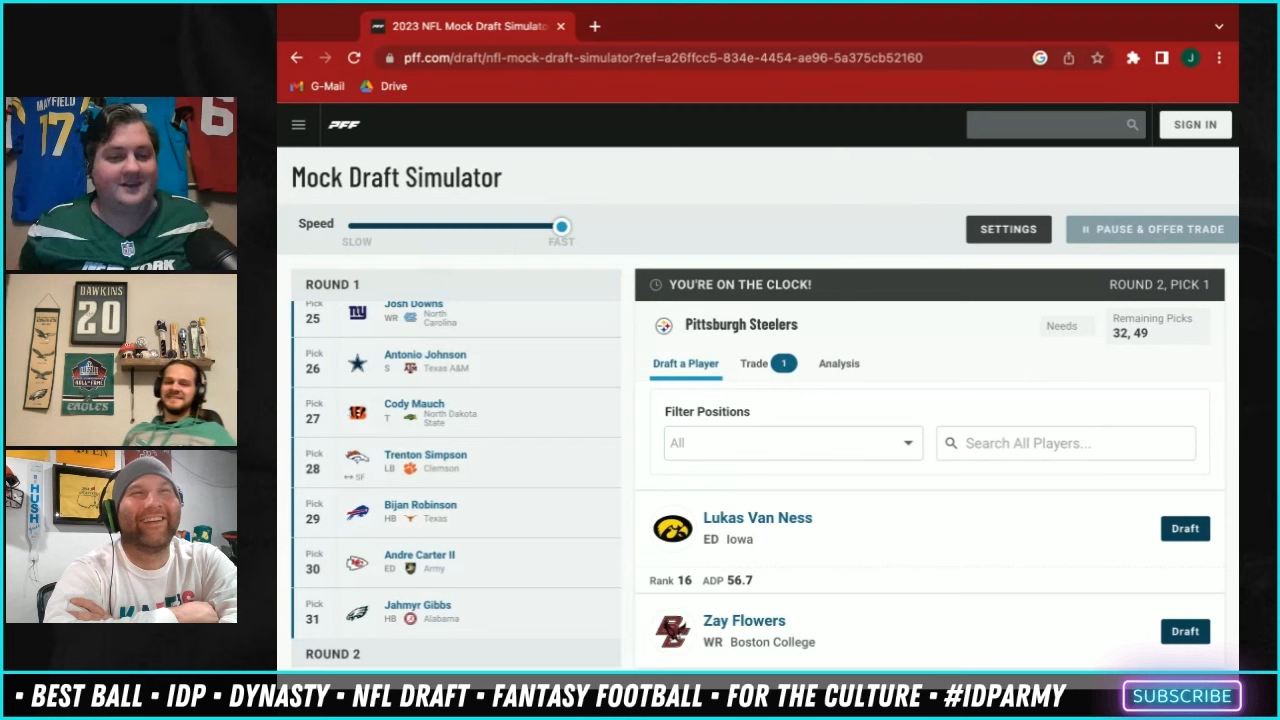 2023 NFL Mock Draft Simulato
pff.com/draft/nfl-mock-draft-simulator?ref=a26ffcc5-834e-4454-ae96-5a375cb52160
J
G-Mail
Drive
PFF
SIGN IN
Mock Draft Simulator
Speed
SLOW
FAST
SETTINGS
PAUSE & OFFER TRADE
ROUND 1
Pick
25
Josh Downs
WR
North
Carolina
Pick
26
Antonio Johnson
S
Texas A&M
Pick
27
Cody Mauch
T
North Dakota
State
Pick
28
SF
Trenton Simpson
LB
Clemson
Pick
29
Bijan Robinson
HB
Texas
Pick
30
Andre Carter II
ED
Army
Pick
31
Jahmyr Gibbs
HB
Alabama
ROUND 2
YOU'RE ON THE CLOCK!
ROUND 2, PICK 1
Pittsburgh Steelers
Needs
Remaining Picks
32, 49
Draft a Player
Trade 1
Analysis
Filter Positions
All
Search All Players...
Lukas Van Ness
ED Iowa
Draft
Rank 16 ADP 56.7
Zay Flowers
WR Boston College
Draft
MAYFIELD
17
6
NFL
NEW YORK
DAWKINS
20
EAGLES
HUSH
• BEST BALL • IDP • DYNASTY • NFL DRAFT • FANTASY FOOTBALL • FOR THE CULTURE • #IDPARMY
SUBSCRIBE